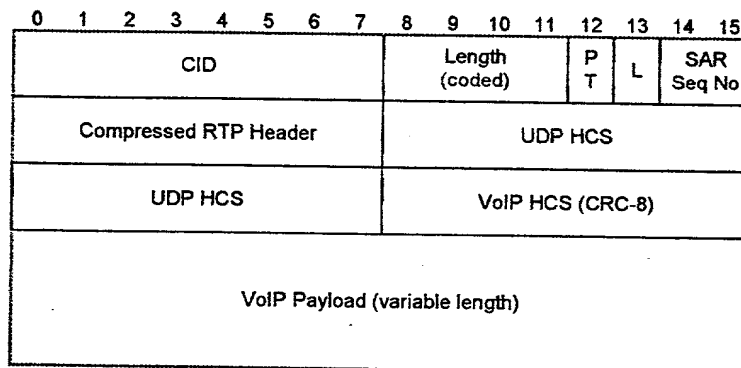 0 1 2 3 4 5 6 7 8 9 10 11 12 13 14 15
CID
Length
(coded)
P
T
L
SAR
Seq No
Compressed RTP Header
UDP HCS
UDP HCS
VoIP HCS (CRC-8)
VoIP Payload (variable length)